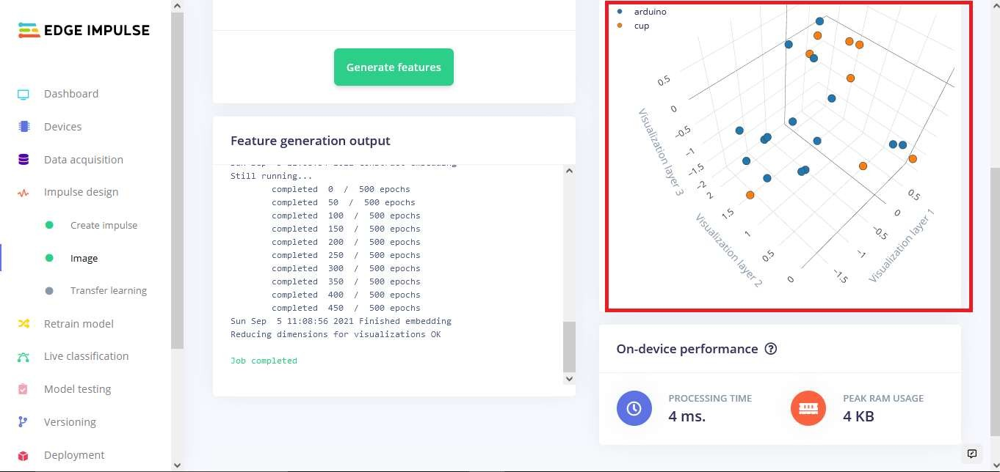 EDGE IMPULSE
Dashboard
Devices
Data acquisition
Impulse design
Create impulse
Image
Transfer learning
Retrain model
Live classification
Model testing
Versioning
Deployment
Generate features
Feature generation output
Still running...
completed 0 / 500 epochs
completed 50 / 500 epochs
completed 100 / 500 epochs
completed 150 / 500 epochs
completed 200 / 500 epochs
completed 250 / 500 epochs
completed 300 / 500 epochs
completed 350 / 500 epochs
completed 400 / 500 epochs
completed 450 / 500 epochs
Sun Sep 5 11:08:56 2021 Finished embedding
Reducing dimensions for visualizations OK
Job completed
arduino
cup
0.5
0
−0.5
−1
−1.5
−2
Visualization layer 3
2
1.5
1
0.5
0
Visualization layer 2
0.5
0
−0.5
−1
−1.5
Visualization layer 1
On-device performance
?
PROCESSING TIME
4 ms.
PEAK RAM USAGE
4 KB